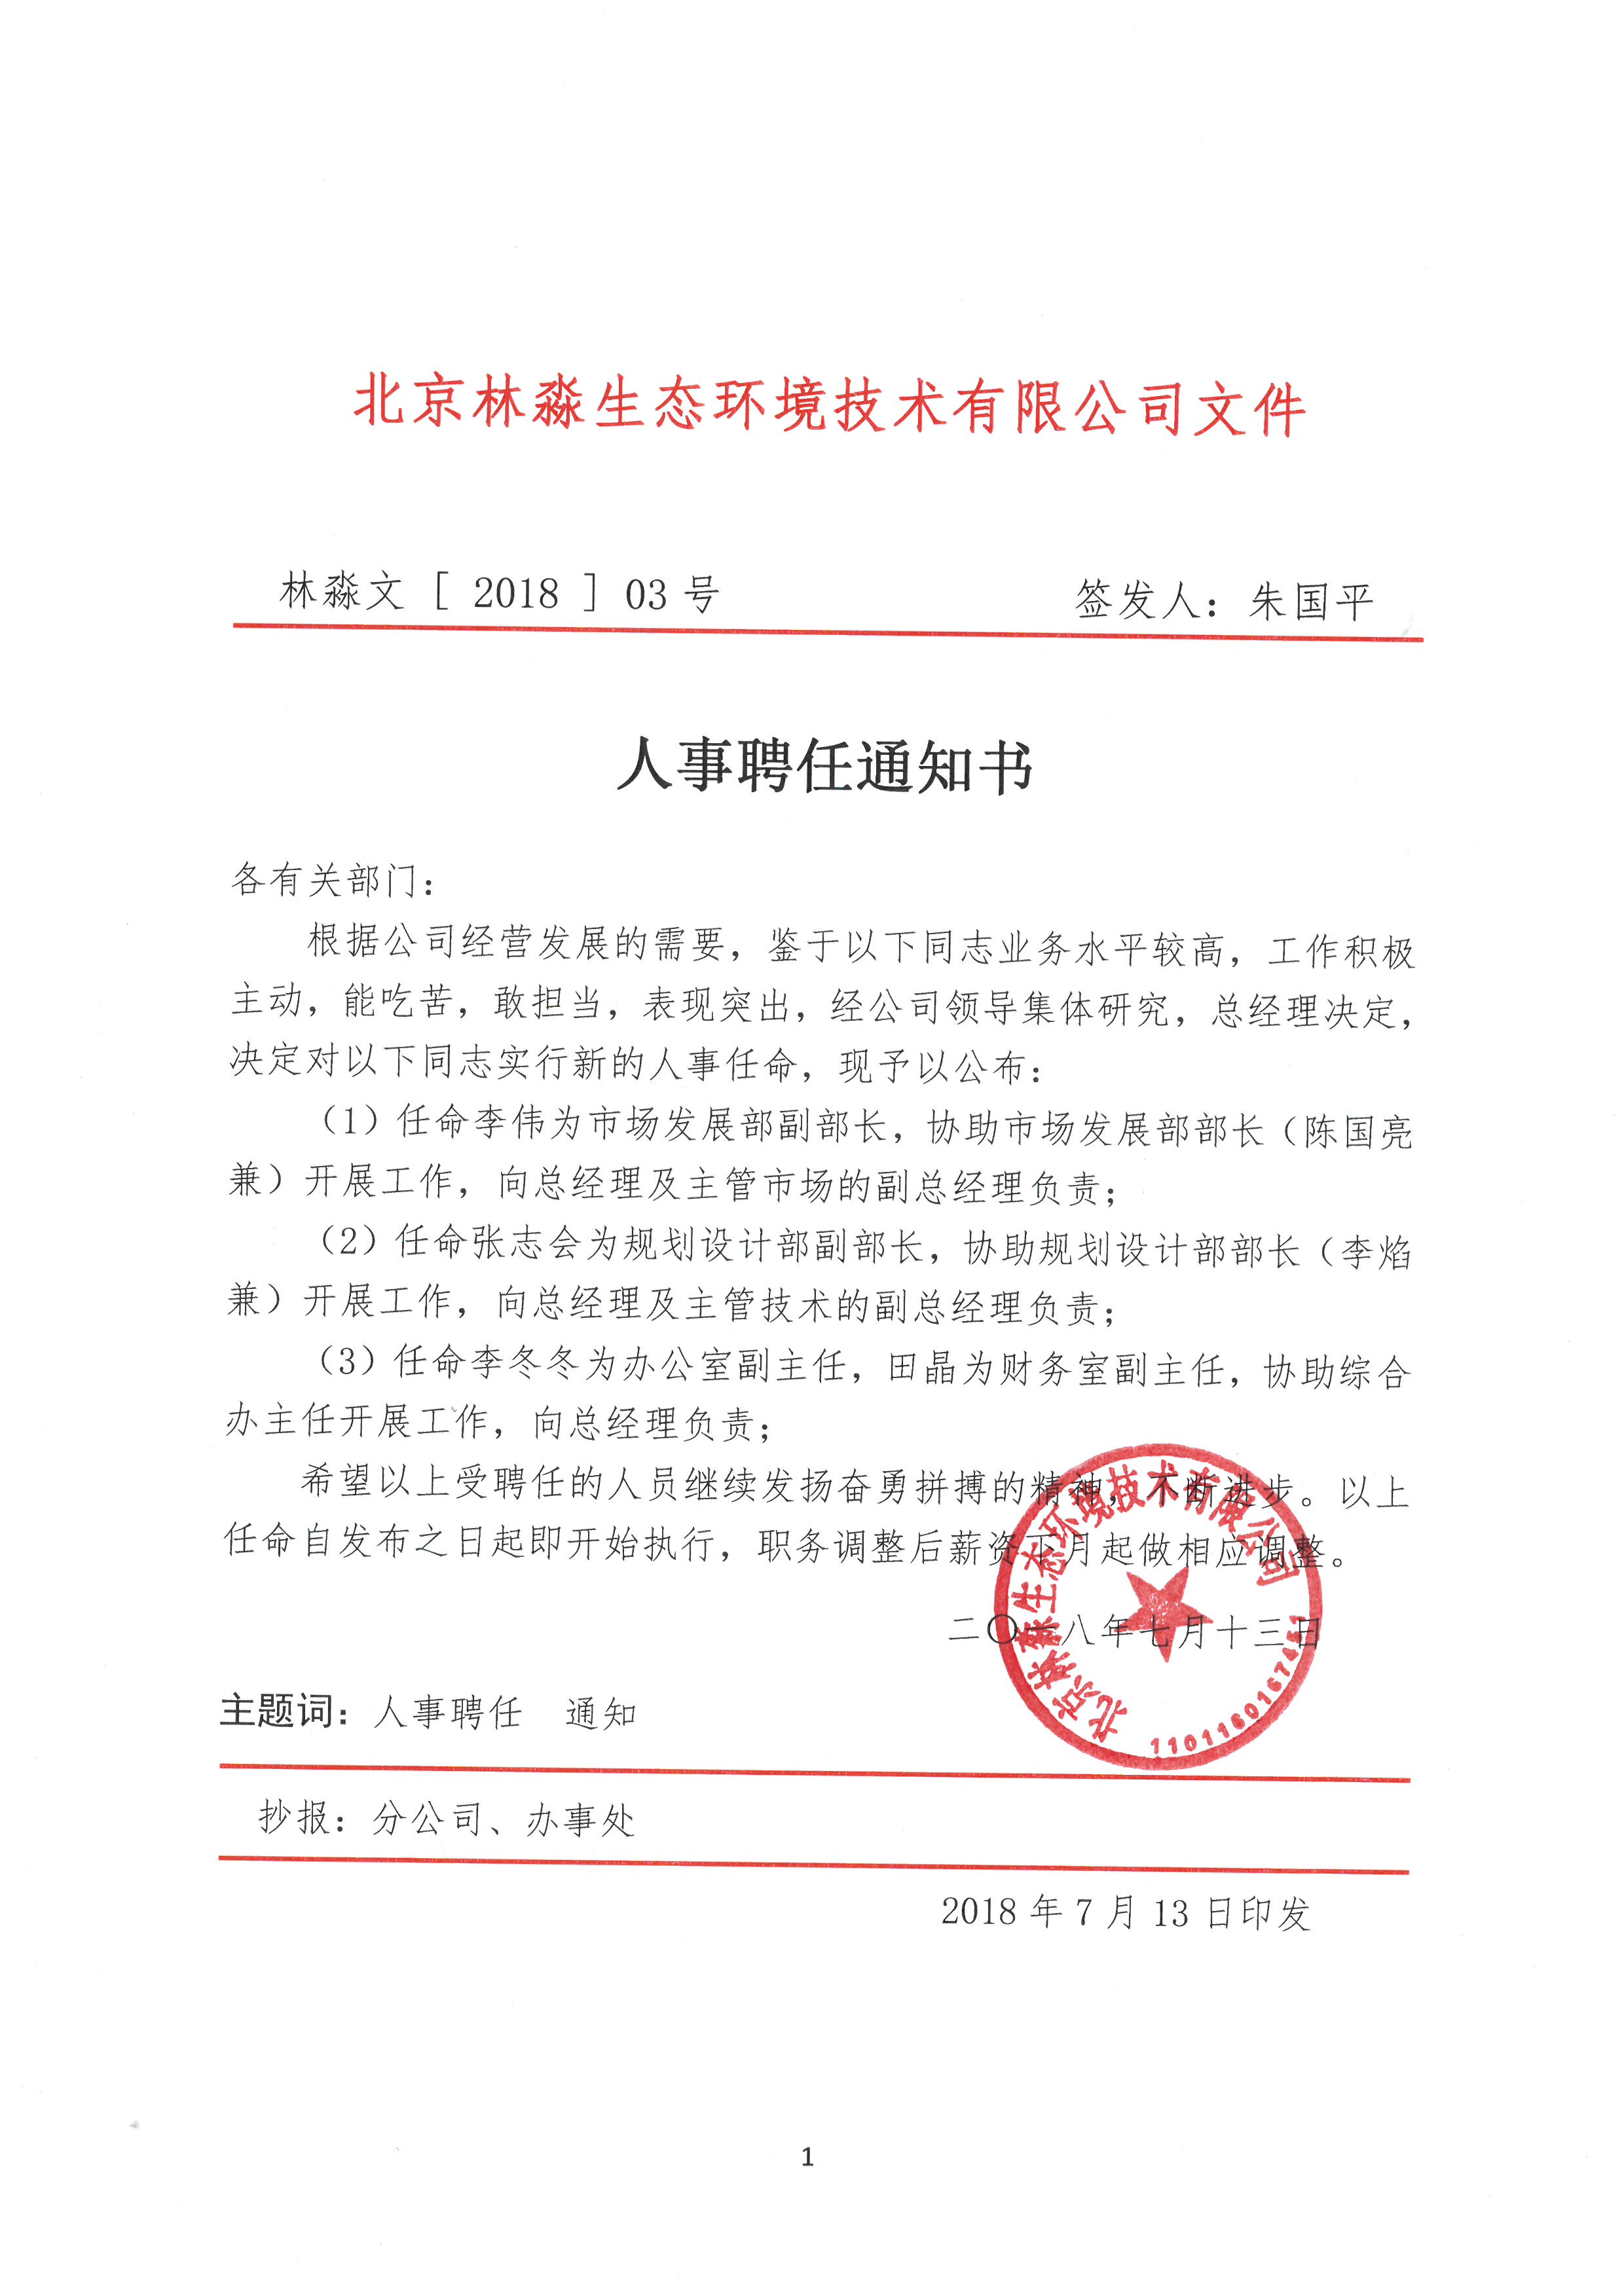 北京林淼生态环境技术有限公司文件
林淼文［ 2018 ］03 号 签发人：朱国平
人事聘任通知书
各有关部门：
根据公司经营发展的需要，鉴于以下同志业务水平较高，工作积极
主动，能吃苦，敢担当，表现突出，经公司领导集体研究，总经理决定，
决定对以下同志实行新的人事任命，现予以公布：
（1）任命李伟为市场发展部副部长，协助市场发展部部长（陈国亮
兼）开展工作，向总经理及主管市场的副总经理负责；
（2）任命张志会为规划设计部副部长，协助规划设计部部长（李焰
兼）开展工作，向总经理及主管技术的副总经理负责；
（3）任命李冬冬为办公室副主任，田晶为财务室副主任，协助综合
办主任开展工作，向总经理负责；
希望以上受聘任的人员继续发扬奋勇拼搏的精神，不断进步。以上
任命自发布之日起即开始执行，职务调整后薪资下月起做相应调整。
二〇一八年七月十三日
北京林淼生态环境技术有限公司
主题词：人事聘任 通知
抄报：分公司、办事处
2018 年 7 月 13 日印发
1